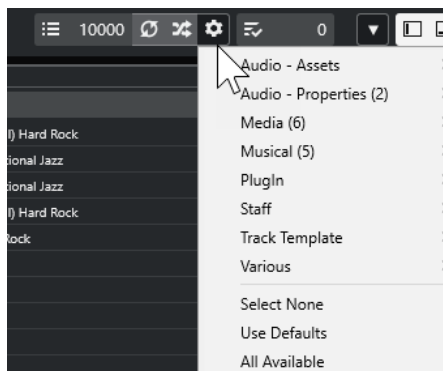 10000 0
Audio - Assets
Audio - Properties (2)
Media (6)
l) Hard Rock
Musical (5)
tional Jazz
PlugIn
ional Jazz
Staff
l) Hard Rock
Track Template
Rock
Various
Select None
Use Defaults
All Available